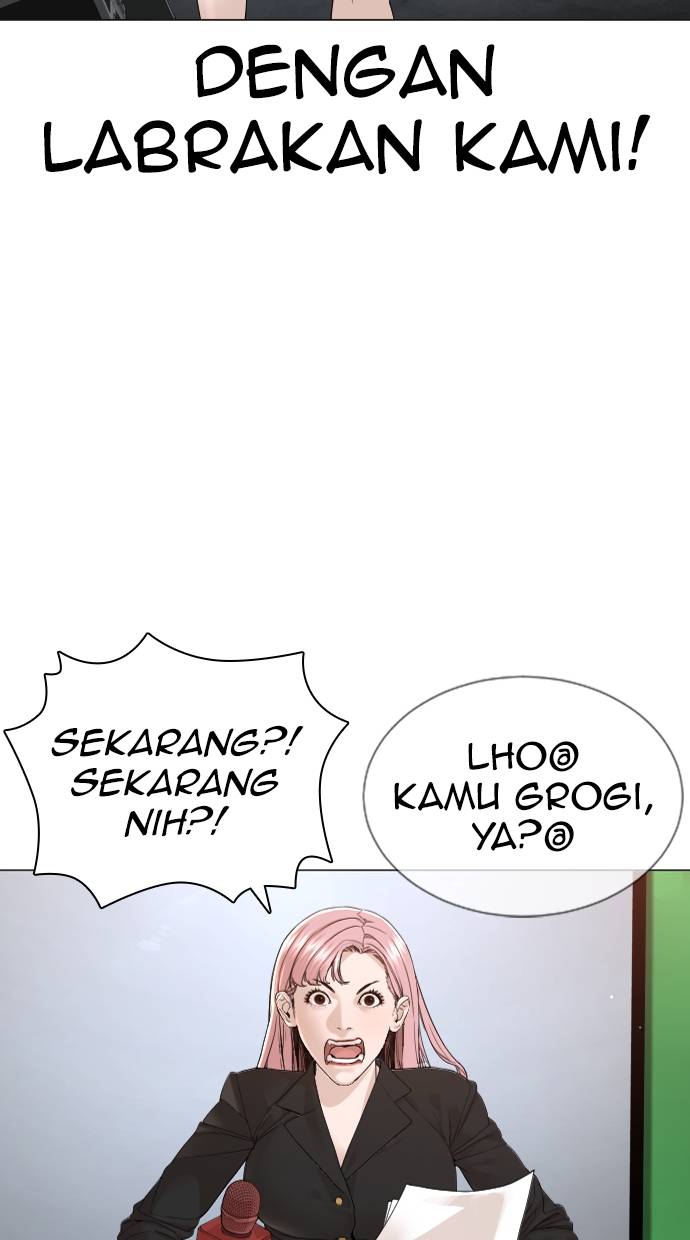 DENGAN
LABRAKAN KAMI!
SEKARANG?!
SEKARANG
NIH?!
LHO@
KAMU GROGI,
YA?@